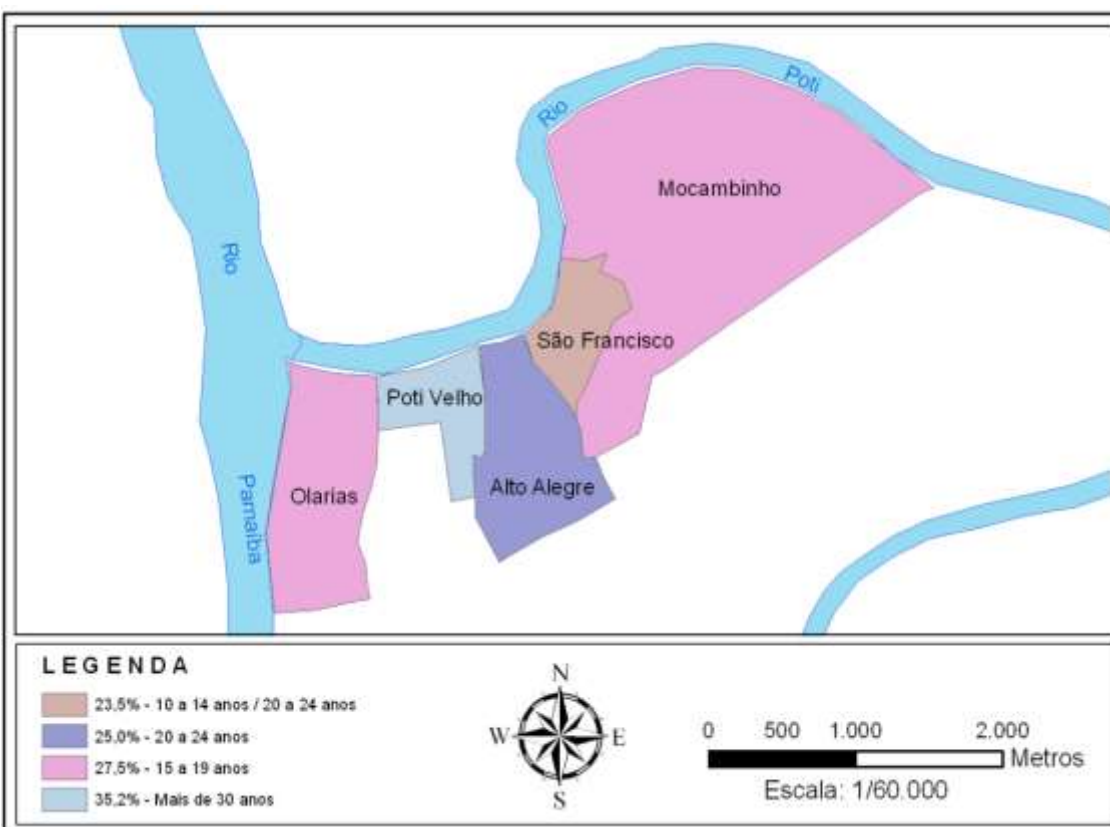 Rio
Poti
Mocambinho
Rio
São Francisco
Poti Velho
Alto Alegre
Olarias
Parnaíba
LEGENDA
23,5% - 10 a 14 anos / 20 a 24 anos
25,0% - 20 a 24 anos
27,5% - 15 a 19 anos
35,2% - Mais de 30 anos
N
W
E
S
0 500 1.000 2.000
Metros
Escala: 1/60.000